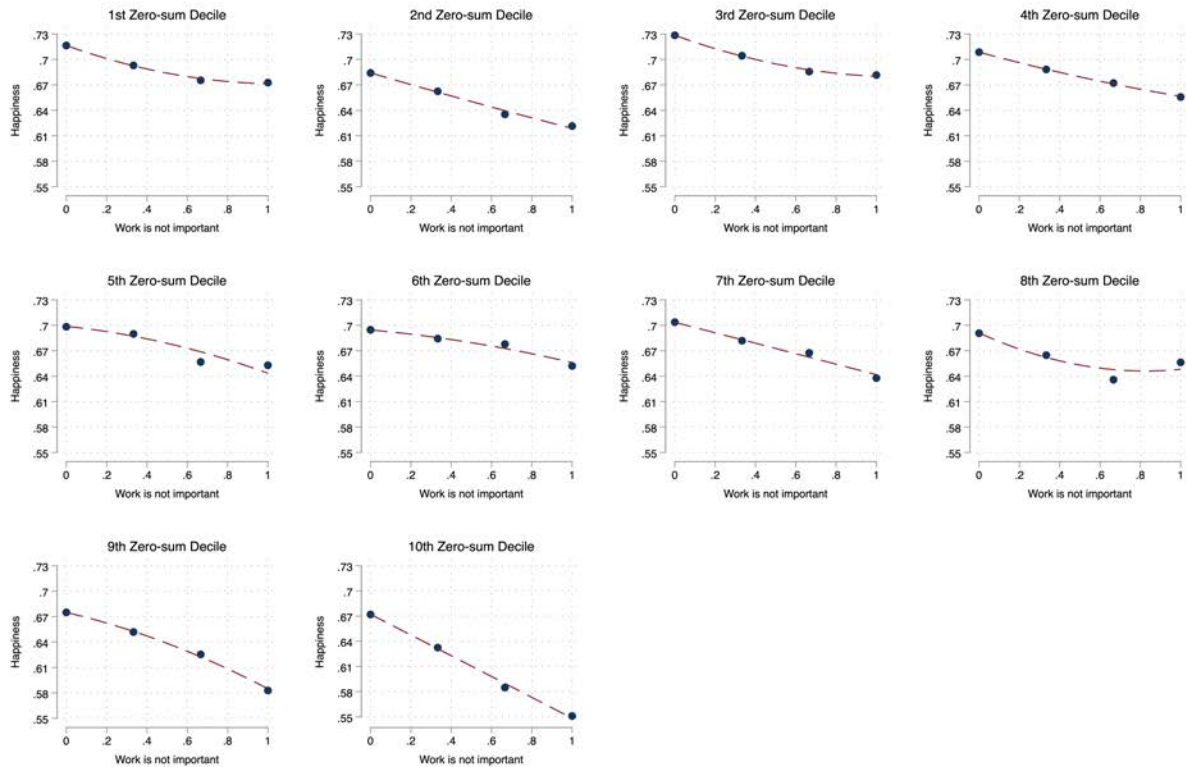 1st Zero-sum Decile
.73
.7
.67
.64
.61
.58
.55
Happiness
0 .2 .4 .6 .8 1
Work is not important
2nd Zero-sum Decile
.73
.7
.67
.64
.61
.58
.55
Happiness
0 .2 .4 .6 .8 1
Work is not important
3rd Zero-sum Decile
.73
.7
.67
.64
.61
.58
.55
Happiness
0 .2 .4 .6 .8 1
Work is not important
4th Zero-sum Decile
.73
.7
.67
.64
.61
.58
.55
Happiness
0 .2 .4 .6 .8 1
Work is not important
5th Zero-sum Decile
.73
.7
.67
.64
.61
.58
.55
Happiness
0 .2 .4 .6 .8 1
Work is not important
6th Zero-sum Decile
.73
.7
.67
.64
.61
.58
.55
Happiness
0 .2 .4 .6 .8 1
Work is not important
7th Zero-sum Decile
.73
.7
.67
.64
.61
.58
.55
Happiness
0 .2 .4 .6 .8 1
Work is not important
8th Zero-sum Decile
.73
.7
.67
.64
.61
.58
.55
Happiness
0 .2 .4 .6 .8 1
Work is not important
9th Zero-sum Decile
.73
.7
.67
.64
.61
.58
.55
Happiness
0 .2 .4 .6 .8 1
Work is not important
10th Zero-sum Decile
.73
.7
.67
.64
.61
.58
.55
Happiness
0 .2 .4 .6 .8 1
Work is not important